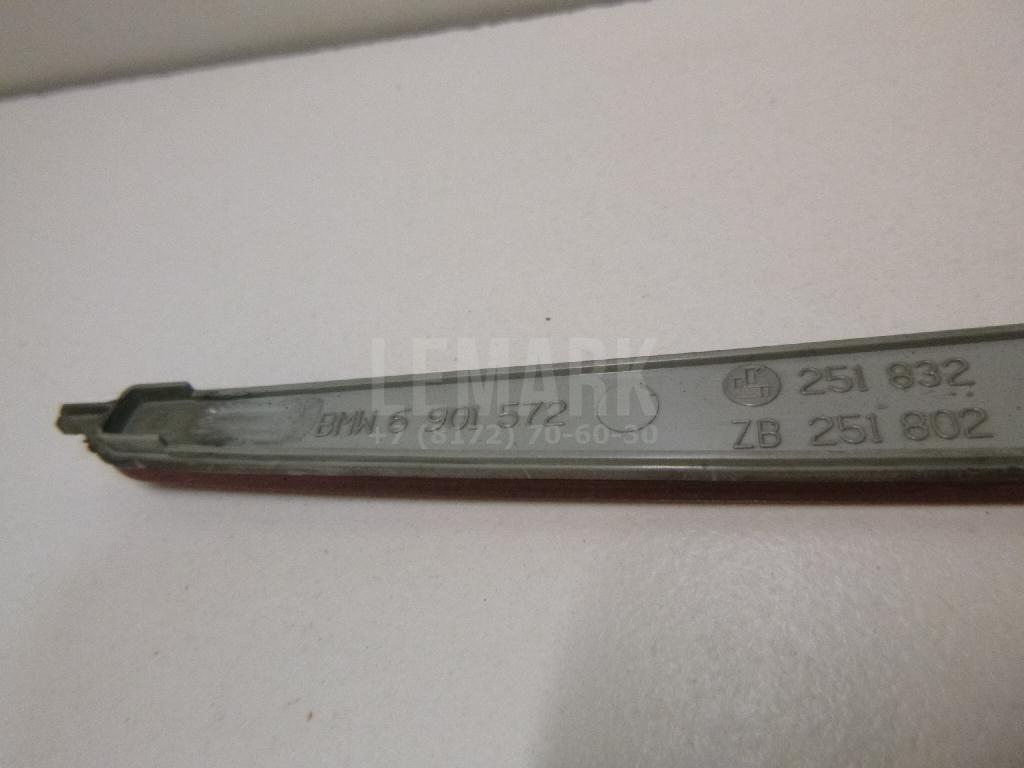 BMW 6 901 572
251 832
ZB 251 802
LEMARK
+7 (8172) 70-60-30